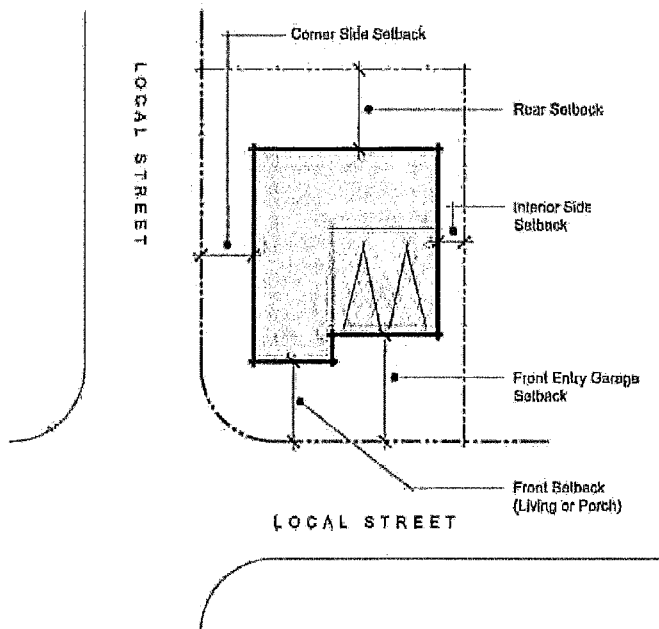 Corner Side Setback
LOCAL STREET
Rear Setback
Interior Side
Setback
Front Entry Garage
Setback
Front Setback
(Living or Porch)
LOCAL STREET